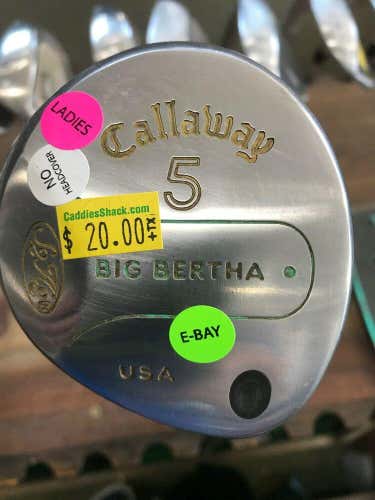 LADIES
Callaway
NO
HEADCOVER
5
CaddiesShack.com
$ 20.00 +TX
BIG BERTHA
E-BAY
USA